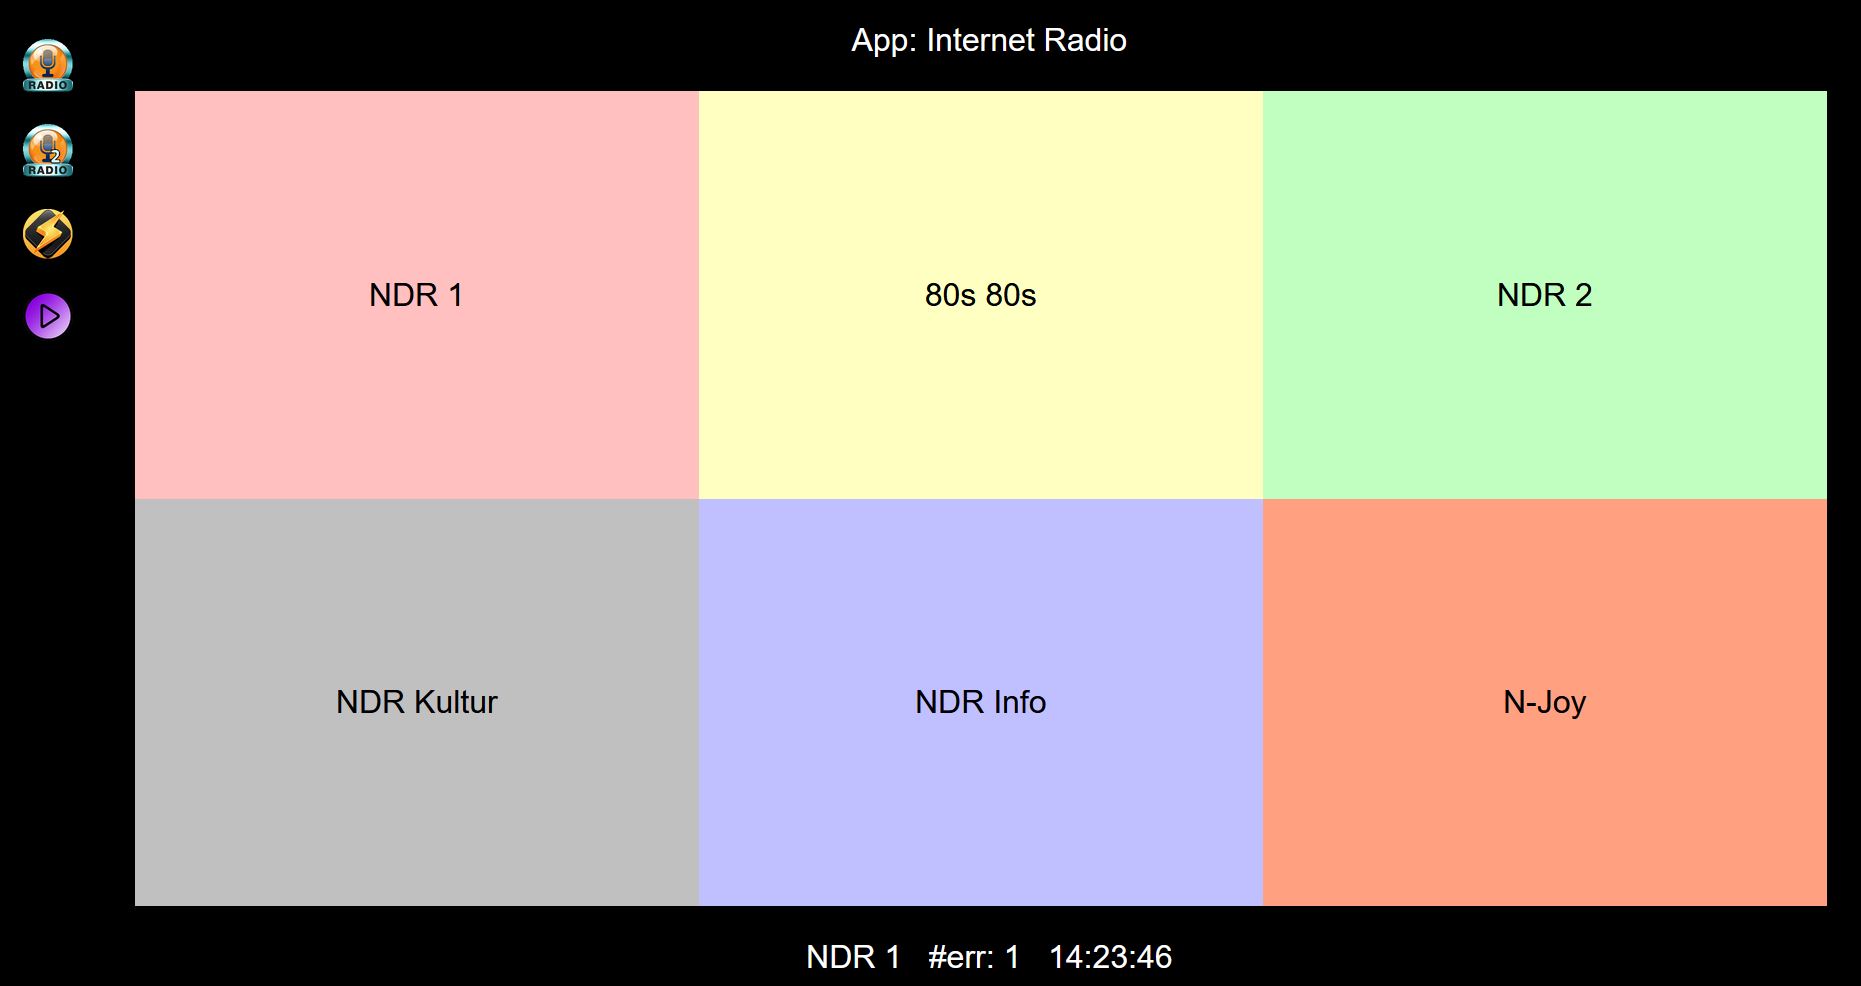 App: Internet Radio
RADIO
2
RADIO
NDR 1
80s 80s
NDR 2
NDR Kultur
NDR Info
N-Joy
NDR 1 #err: 1 14:23:46